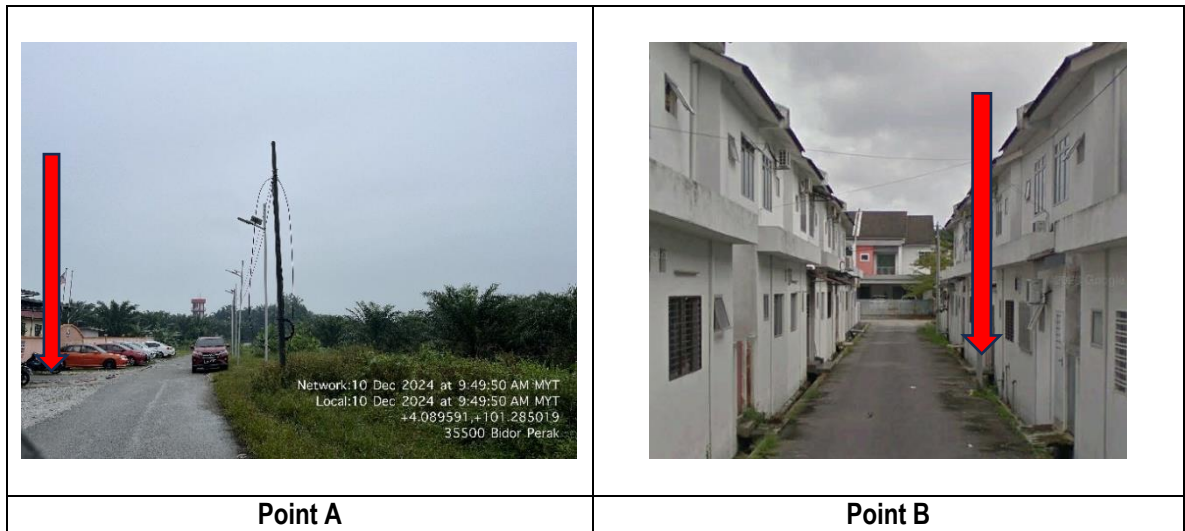 Network:10 Dec 2024 at 9:49:50 AM MYT
Local:10 Dec 2024 at 9:49:50 AM MYT
+4.089591,+101.285019
35500 Bidor Perak
Point A
Point B